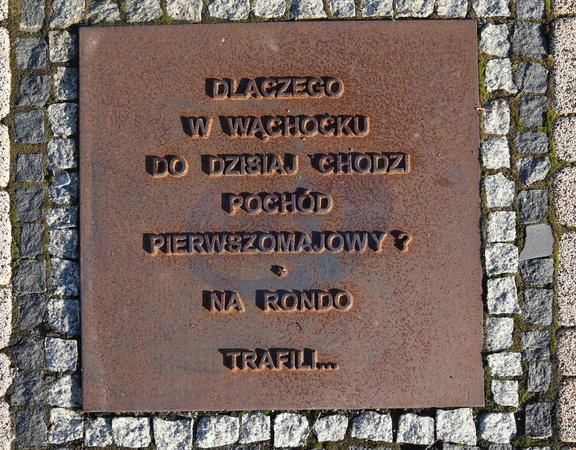 DLACZEGO
W WĄCHOCKU
DO DZISIAJ CHODZI
POCHÓD
PIERWSZOMAJOWY?
NA RONDO
TRAFILI...